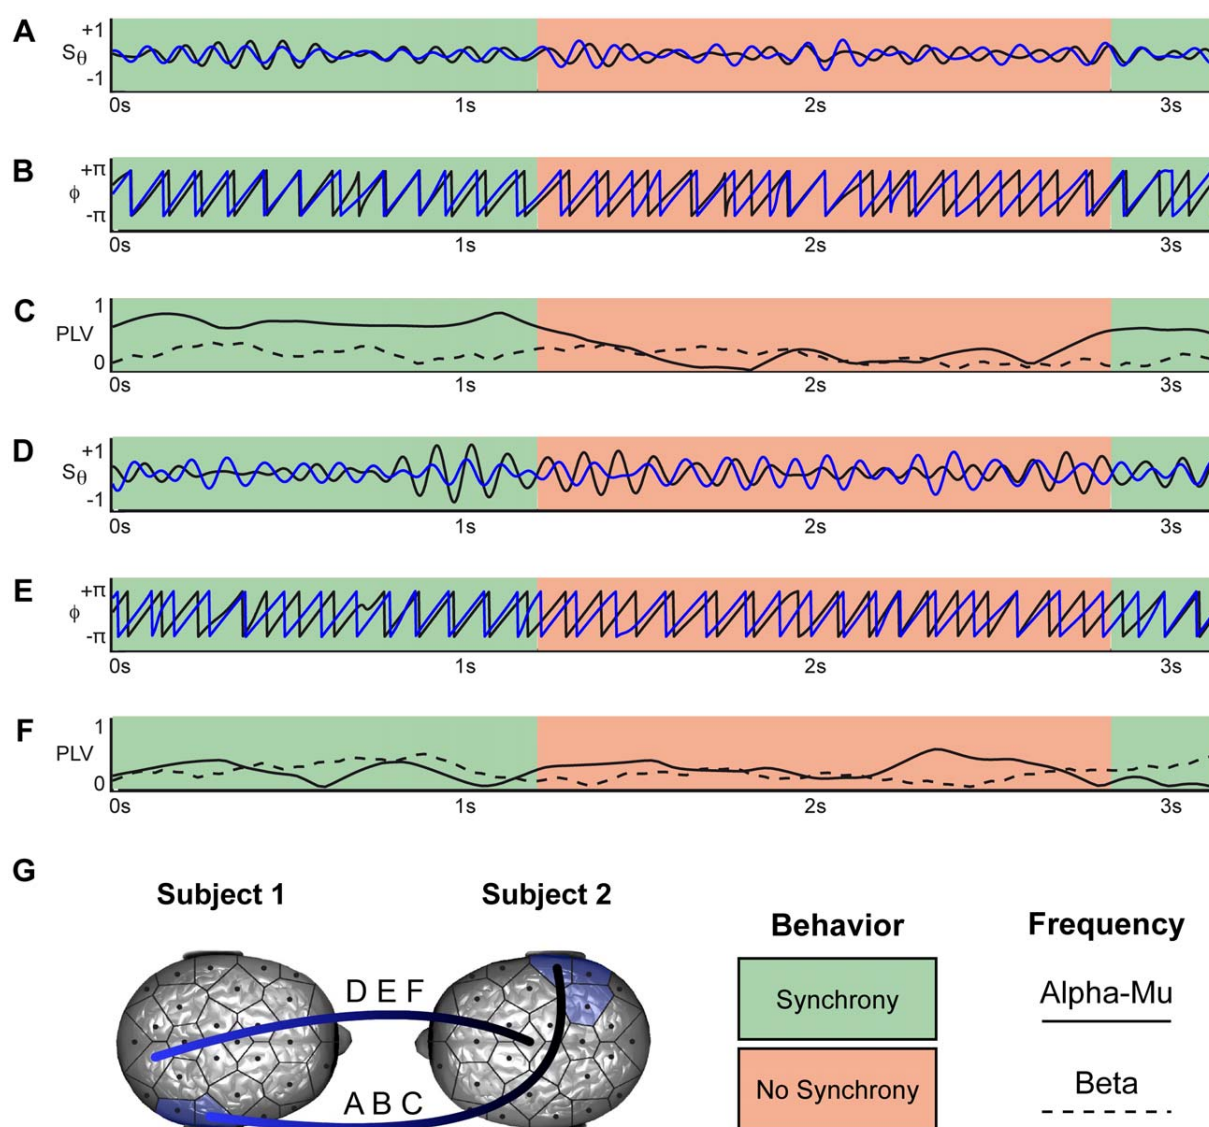 A
+1
Sθ
-1
0s 1s 2s 3s
B
+π
ϕ
-π
0s 1s 2s 3s
C
1
PLV
0
0s 1s 2s 3s
D
+1
Sθ
-1
0s 1s 2s 3s
E
+π
ϕ
-π
0s 1s 2s 3s
F
1
PLV
0
0s 1s 2s 3s
G
Subject 1 Subject 2
D E F
A B C
Behavior
Synchrony
No Synchrony
Frequency
Alpha-Mu
Beta